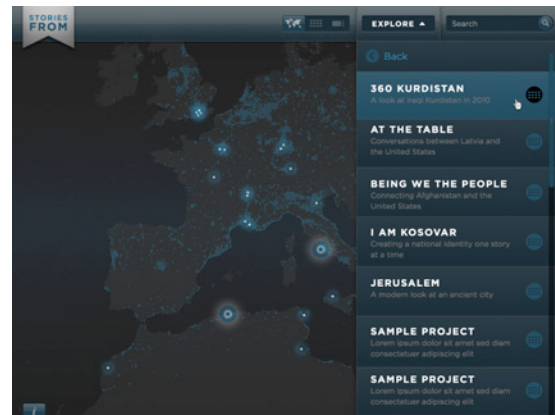 STORIES
FROM
EXPLORE
Search
Back
360 KURDISTAN
A look at Iraqi Kurdistan in 2010
AT THE TABLE
Conversations between Latvia and
the United States
BEING WE THE PEOPLE
Connecting Afghanistan and the
United States
I AM KOSOVAR
Creating a national identity one story
at a time
JERUSALEM
A modern look at an ancient city
SAMPLE PROJECT
Lorem ipsum dolor sit amet sed diam
consectetuer adipiscing elit
SAMPLE PROJECT
Lorem ipsum dolor sit amet sed diam
consectetuer adipiscing elit
i